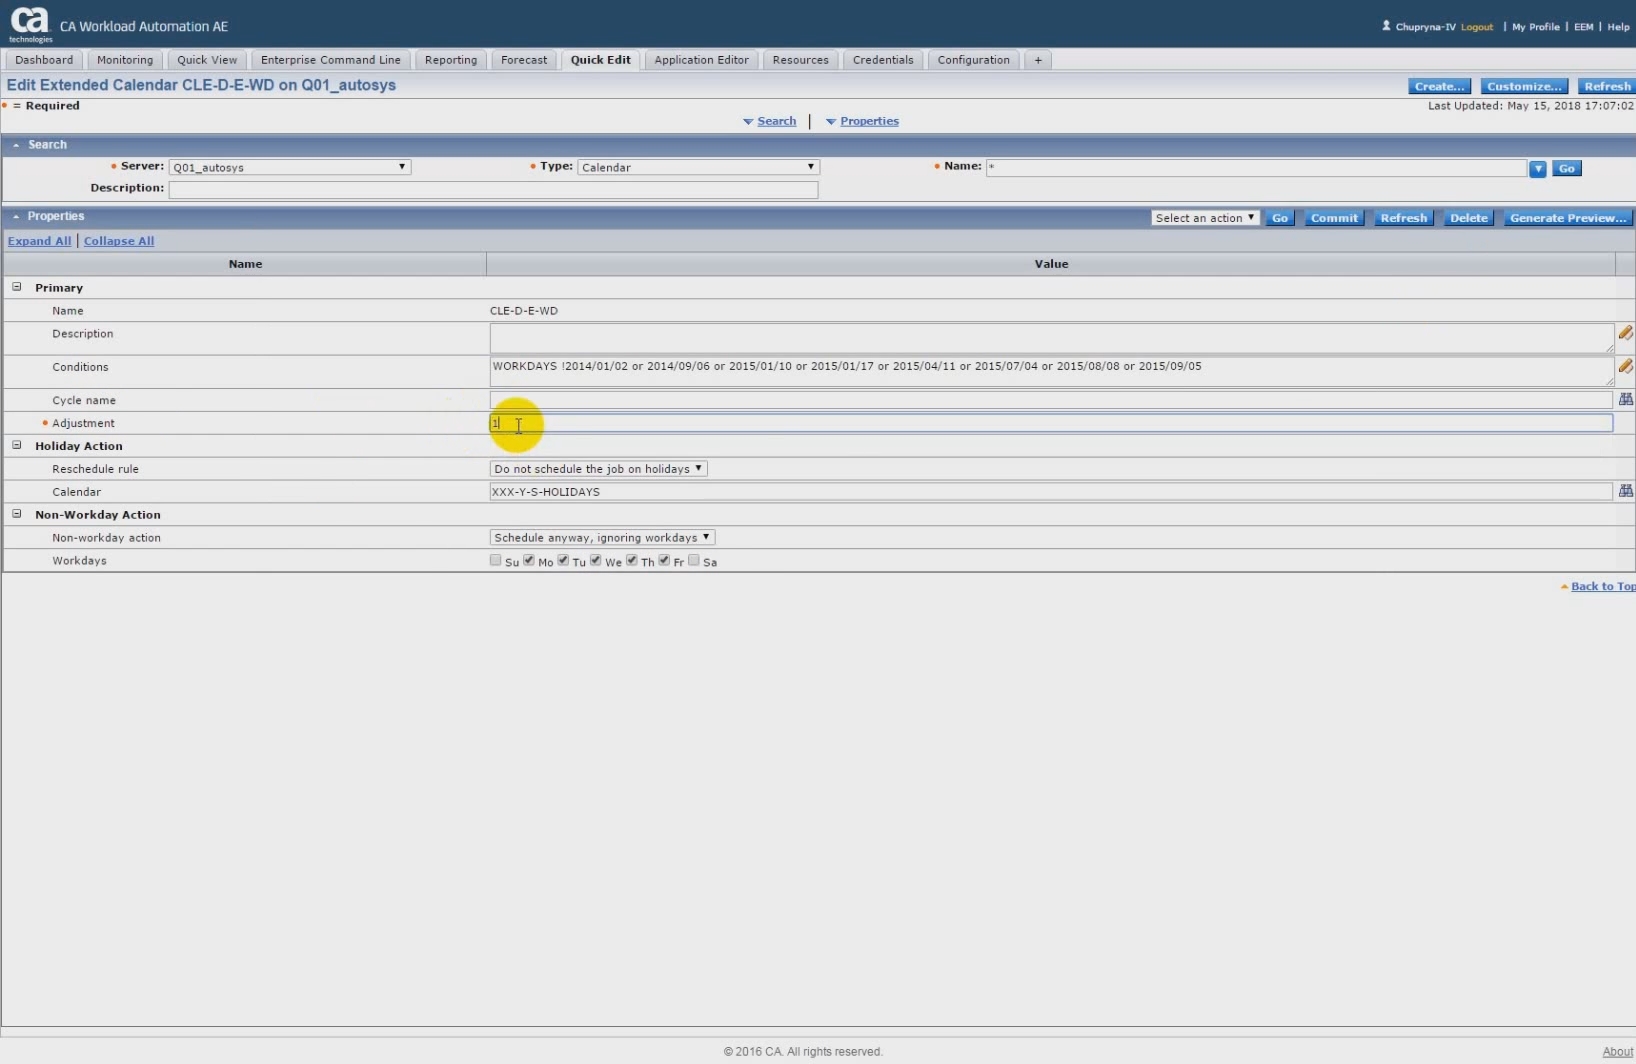 ca
technologies
CA Workload Automation AE
Chupryna-IV Logout | My Profile | EEM | Help
Dashboard Monitoring Quick View Enterprise Command Line Reporting Forecast Quick Edit Application Editor Resources Credentials Configuration +
Edit Extended Calendar CLE-D-E-WD on Q01_autosys
Create... Customize... Refresh
= Required
Last Updated: May 15, 2018 17:07:02
Search | Properties
Search
Server: Q01_autosys Type: Calendar Name: * Go
Description:
Properties
Select an action Go Commit Refresh Delete Generate Preview...
Expand All | Collapse All
Name Value
Primary
Name CLE-D-E-WD
Description
Conditions WORKDAYS !2014/01/02 or 2014/09/06 or 2015/01/10 or 2015/01/17 or 2015/04/11 or 2015/07/04 or 2015/08/08 or 2015/09/05
Cycle name
Adjustment 1
Holiday Action
Reschedule rule Do not schedule the job on holidays
Calendar XXX-Y-S-HOLIDAYS
Non-Workday Action
Non-workday action Schedule anyway, ignoring workdays
Workdays Su Mo Tu We Th Fr Sa
Back to Top
© 2016 CA. All rights reserved.
About